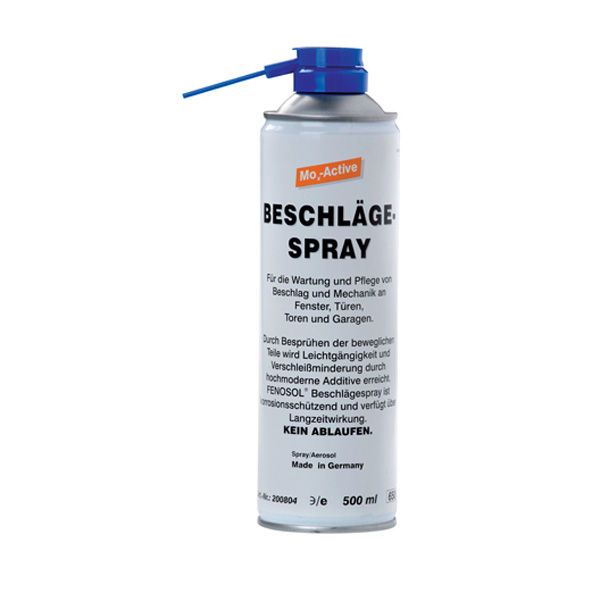 Mox-Active
BESCHLÄGE-
SPRAY
Für die Wartung und Pflege von
Beschlag und Mechanik an
Fenster, Türen,
Toren und Garagen.
Durch Besprühen der beweglichen
Teile wird Leichtgängigkeit und
Verschleißminderung durch
hochmoderne Additive erreicht.
FENOSOL® Beschlägespray ist
korrosionsschützend und verfügt über
Langzeitwirkung.
KEIN ABLAUFEN.
Spray/Aerosol
Made in Germany
200804 э/e 500 ml